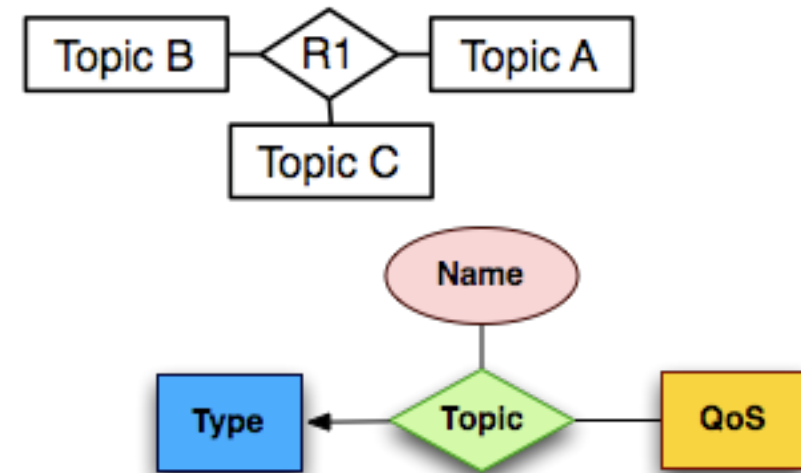 Topic B
R1
Topic A
Topic C
Name
Type
Topic
QoS